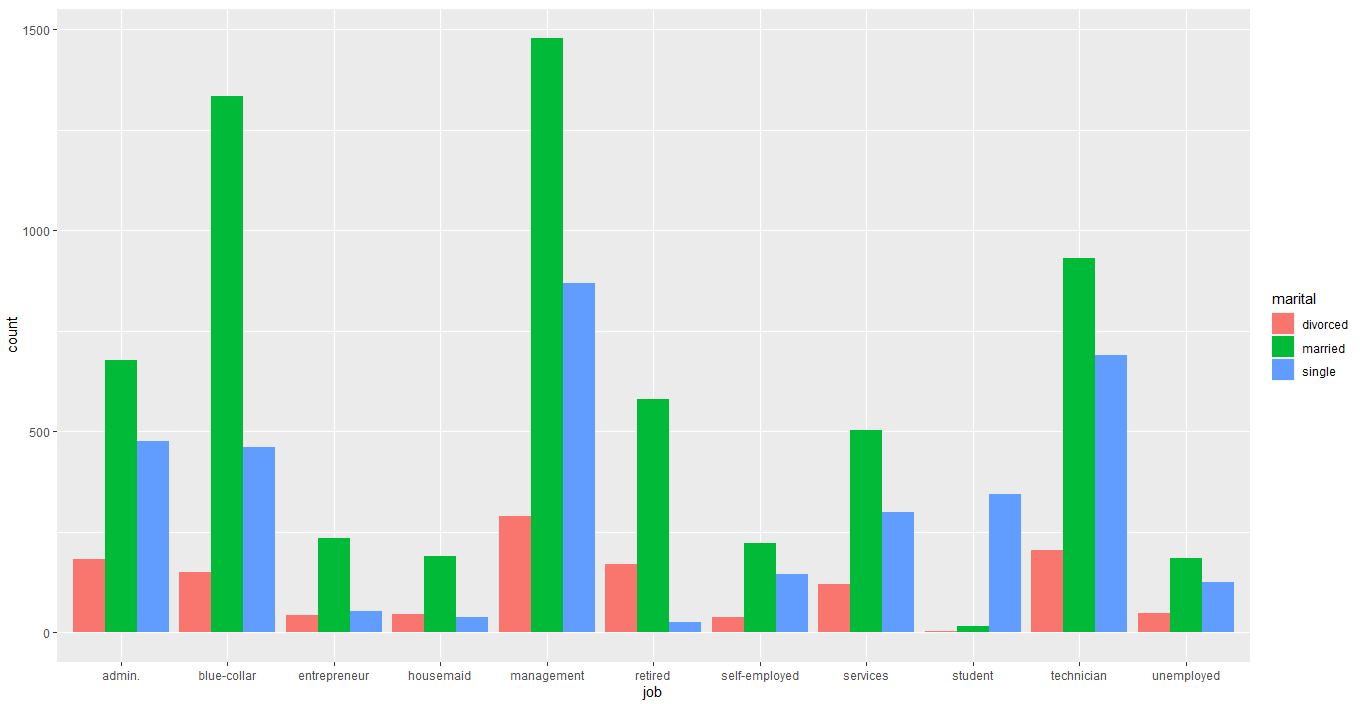 1500
1000
500
0
count
admin.
blue-collar
entrepreneur
housemaid
management
retired
self-employed
services
student
technician
unemployed
job
marital
divorced
married
single